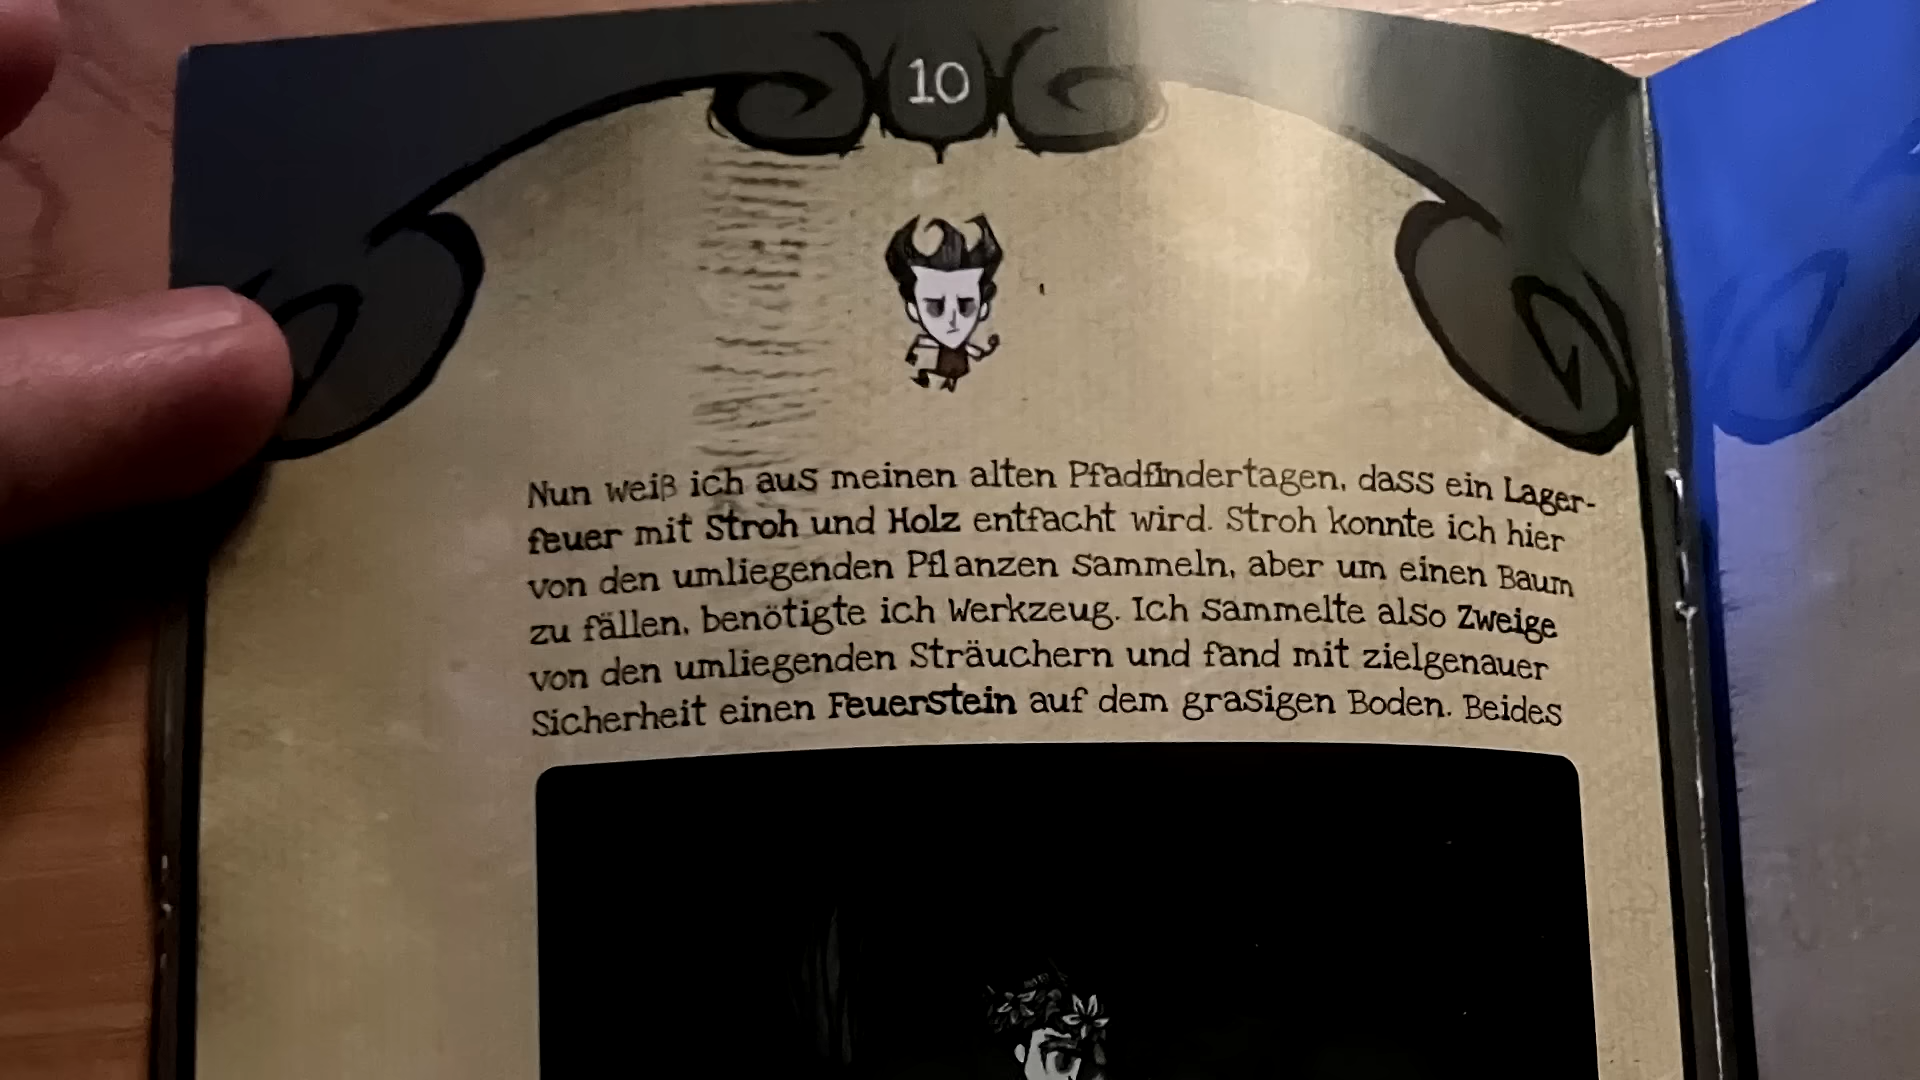 10
Nun weiß ich aus meinen alten Pfadfindertagen, dass ein Lager-
feuer mit Stroh und Holz entfacht wird. Stroh konnte ich hier
von den umliegenden Pflanzen sammeln, aber um einen Baum
zu fällen, benötigte ich Werkzeug. Ich sammelte also Zweige
von den umliegenden Sträuchern und fand mit zielgenauer
Sicherheit einen Feuerstein auf dem grasigen Boden. Beides